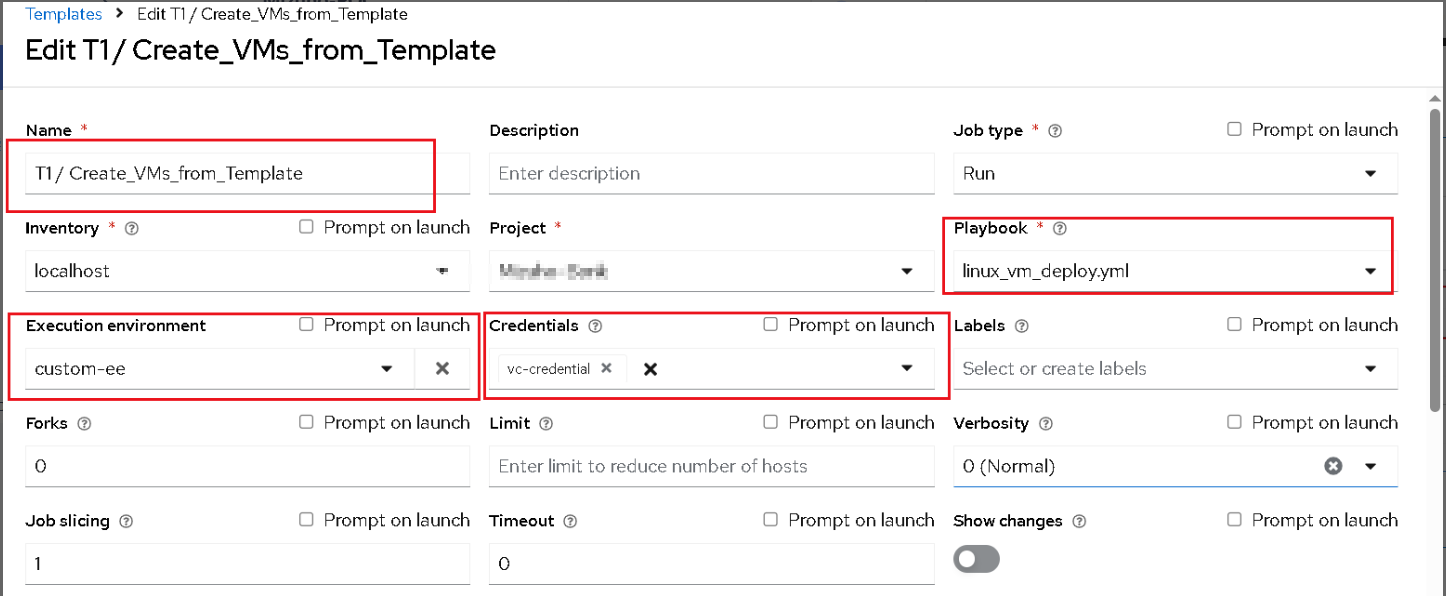 Templates > Edit T1 / Create_VMs_from_Template
Edit T1 / Create_VMs_from_Template
Name * Description Job type * Prompt on launch
T1 / Create_VMs_from_Template Enter description Run
Inventory * Prompt on launch Project * Playbook *
localhost linux_vm_deploy.yml
Execution environment Prompt on launch Credentials Prompt on launch Labels Prompt on launch
custom-ee vc-credential Select or create labels
Forks Prompt on launch Limit Prompt on launch Verbosity Prompt on launch
0 Enter limit to reduce number of hosts 0 (Normal)
Job slicing Prompt on launch Timeout Prompt on launch Show changes Prompt on launch
1 0